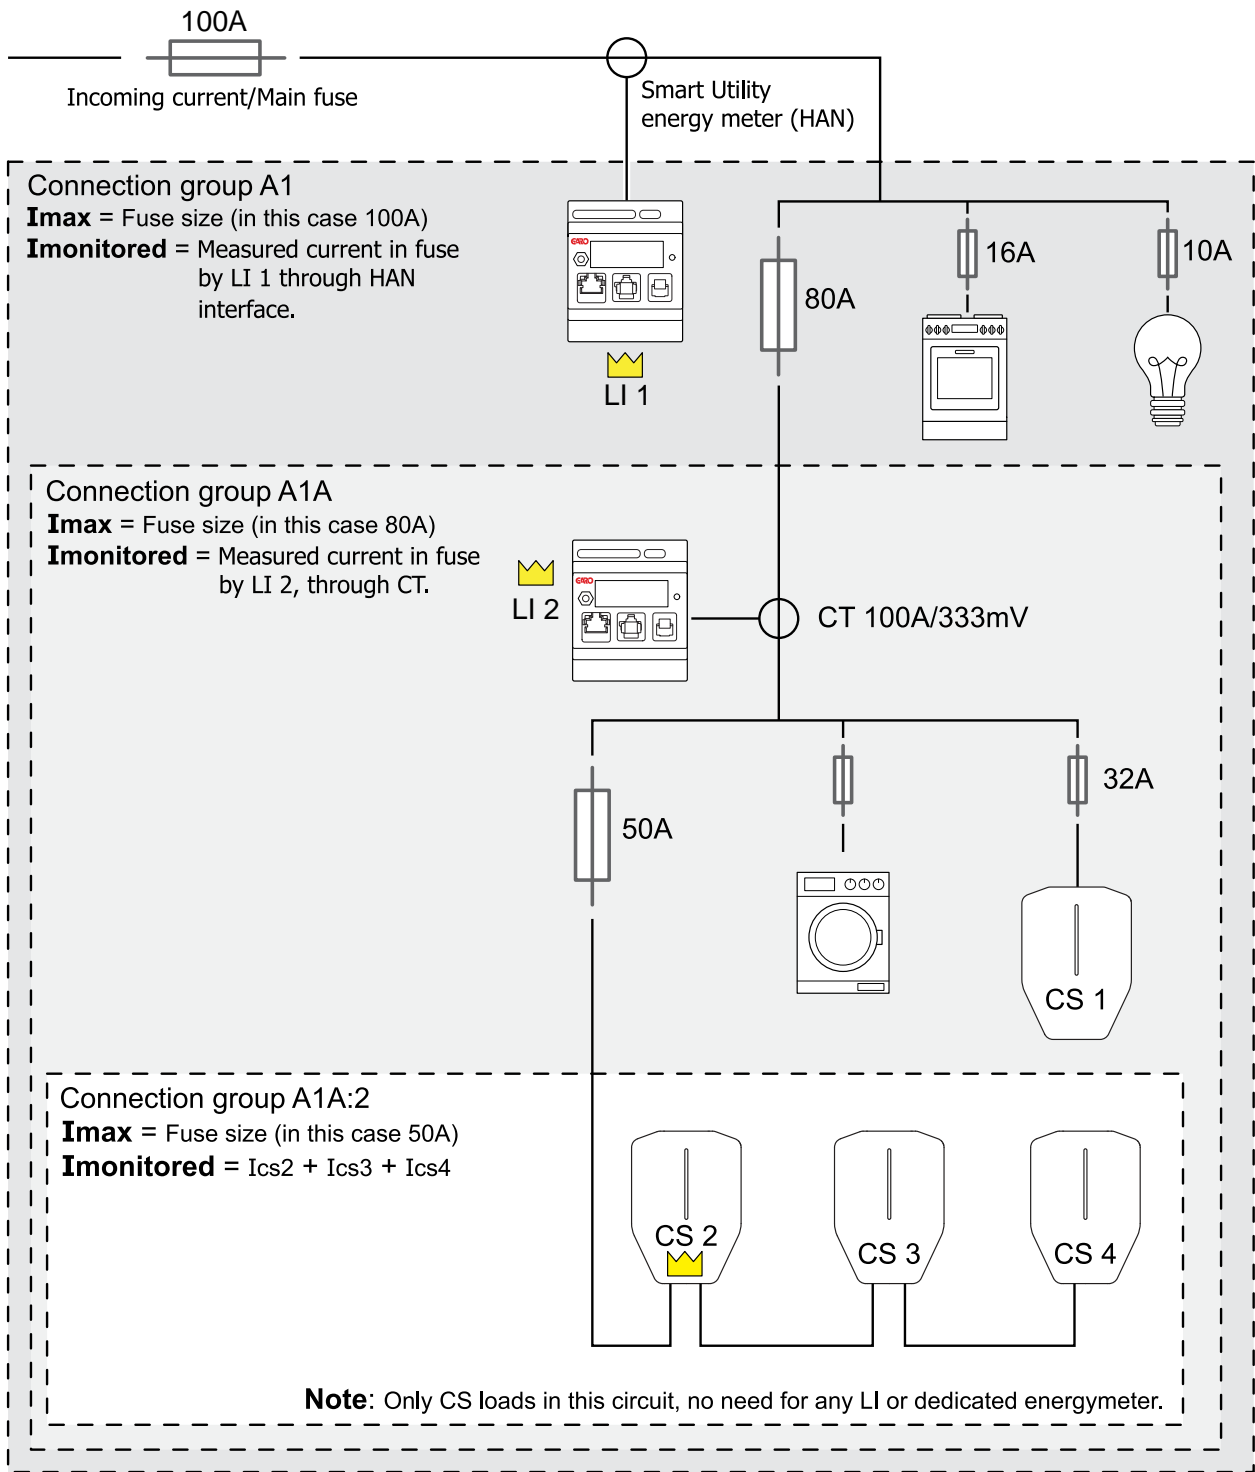 100A
Incoming current/Main fuse
Smart Utility
energy meter (HAN)
Connection group A1
Imax = Fuse size (in this case 100A)
Imonitored = Measured current in fuse
by LI 1 through HAN
interface.
GARO
LI 1
80A
16A
10A
Connection group A1A
Imax = Fuse size (in this case 80A)
Imonitored = Measured current in fuse
by LI 2, through CT.
LI 2
GARO
CT 100A/333mV
50A
32A
CS 1
Connection group A1A:2
Imax = Fuse size (in this case 50A)
Imonitored = Ics2 + Ics3 + Ics4
CS 2
CS 3
CS 4
Note: Only CS loads in this circuit, no need for any LI or dedicated energymeter.